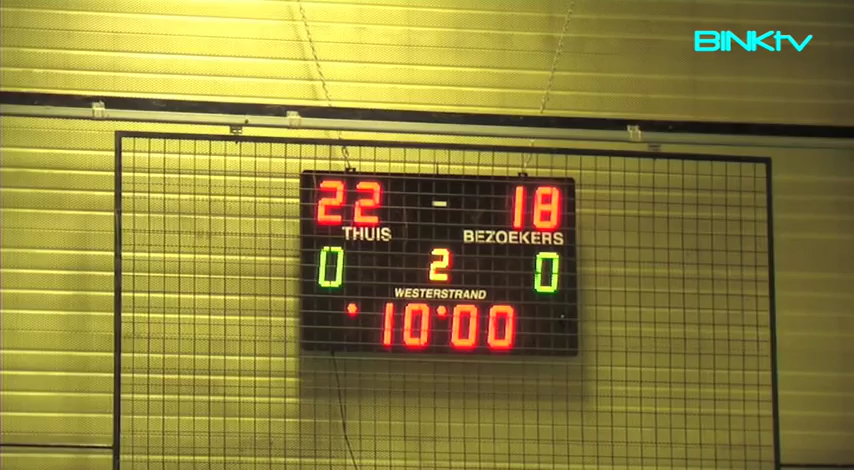 BINKtv
22 - 18
THUIS BEZOEKERS
0 2 0
WESTERSTRAND
10:00